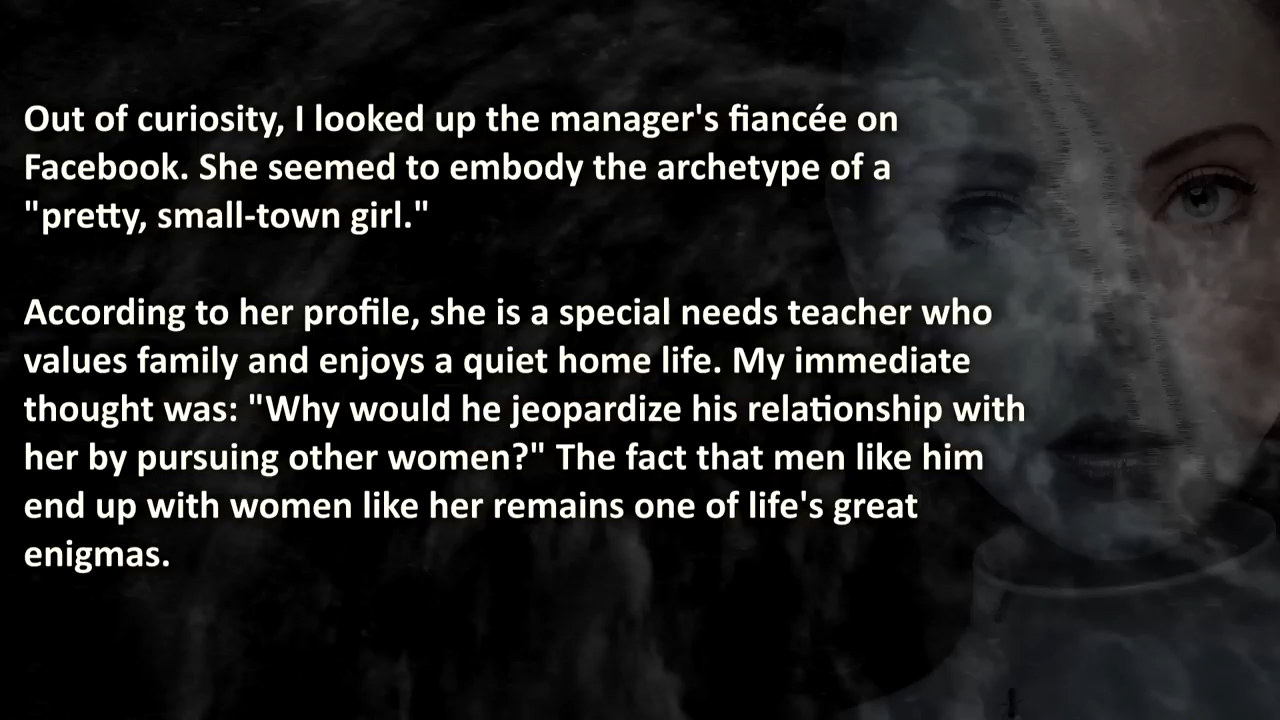 Out of curiosity, I looked up the manager's fiancée on
Facebook. She seemed to embody the archetype of a
"pretty, small-town girl."
According to her profile, she is a special needs teacher who
values family and enjoys a quiet home life. My immediate
thought was: "Why would he jeopardize his relationship with
her by pursuing other women?" The fact that men like him
end up with women like her remains one of life's great
enigmas.